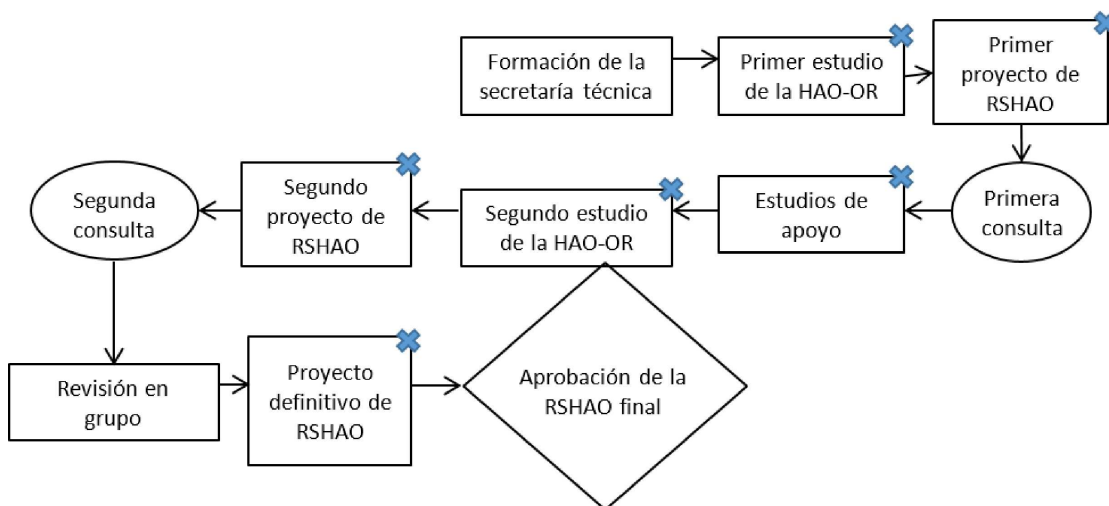 Formación de la
secretaría técnica
Primer estudio
de la HAO-OR
Primer
proyecto de
RSHAO
Primera
consulta
Estudios de
apoyo
Segundo estudio
de la HAO-OR
Segundo
proyecto de
RSHAO
Segunda
consulta
Revisión en
grupo
Proyecto
definitivo de
RSHAO
Aprobación de la
RSHAO final